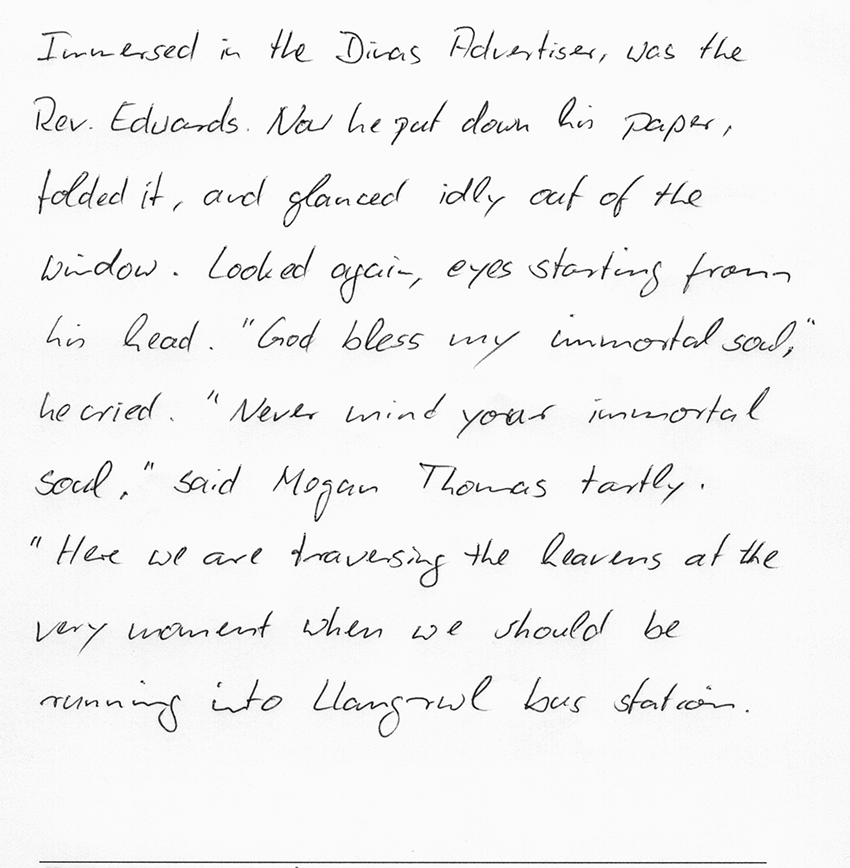 Immersed in the Dinas Advertiser, was the
Rev. Edwards. Now he put down his paper,
folded it, and glanced idly out of the
window. Looked again, eyes starting from
his head. "God bless my immortal soul,"
he cried. "Never mind your immortal
soul," said Mogan Thomas tartly.
"Here we are traversing the heavens at the
very moment when we should be
running into Llangrwl bus station.